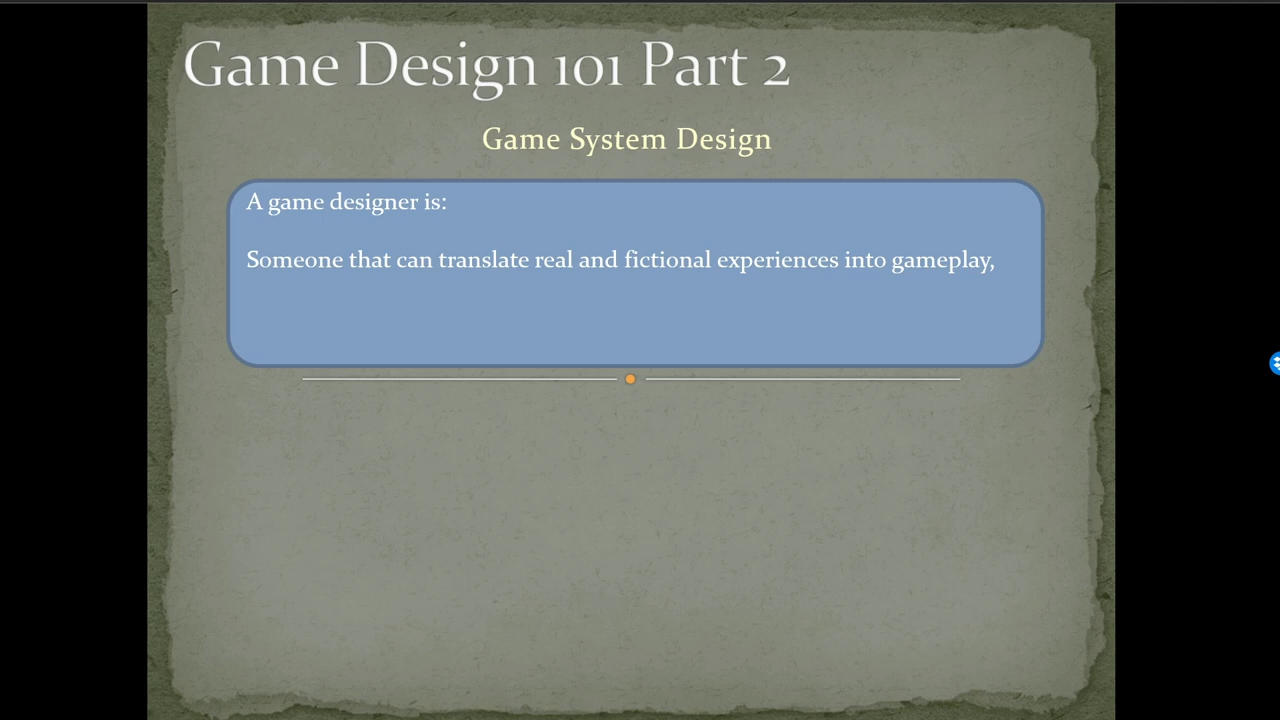 Game Design 101 Part 2
Game System Design
A game designer is:
Someone that can translate real and fictional experiences into gameplay,